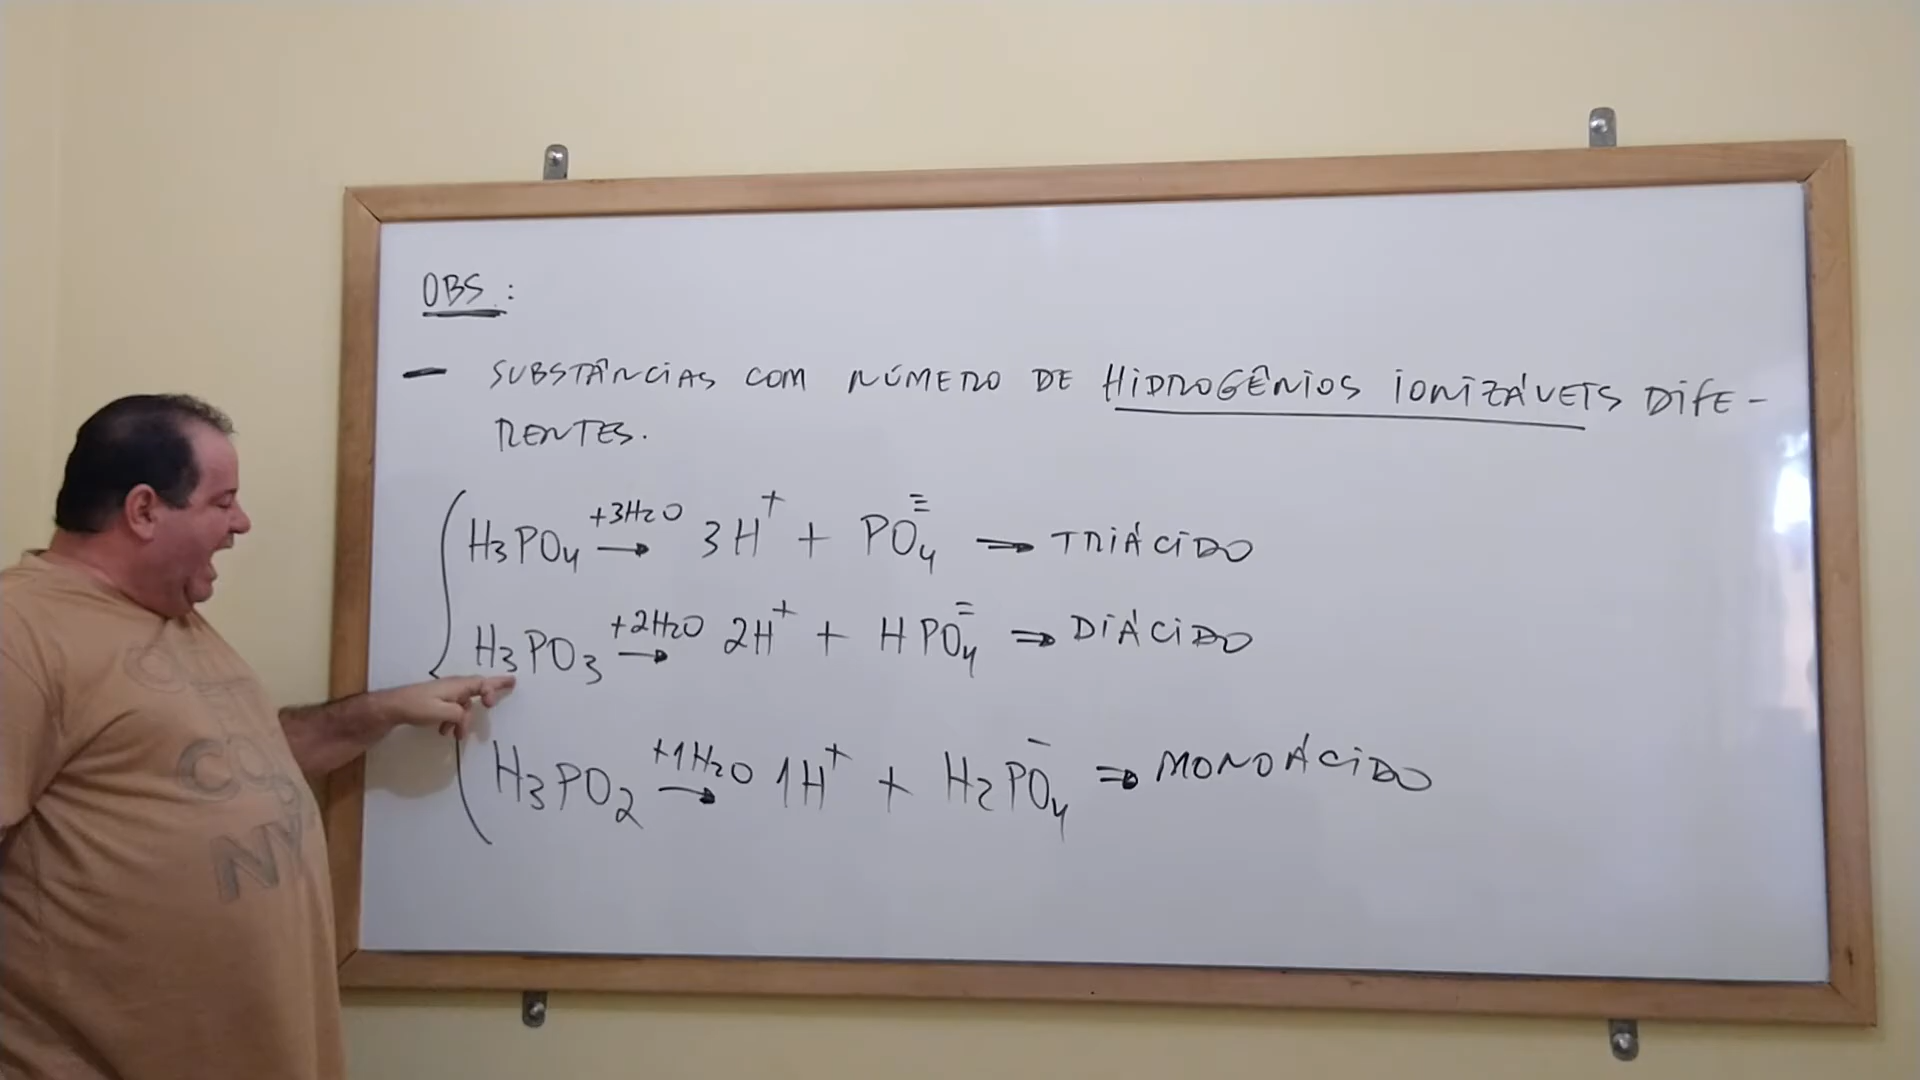 OBS :
— SUBSTÂNCIAS COM NÚMERO DE HIDROGÊNIOS IONIZÁVEIS DIFE-
RENTES.
H₃PO₄ +3H₂O → 3H⁺ + PO₄≡ → TRIÁCIDO
H₃PO₃ +2H₂O → 2H⁺ + HPO₄⁼ ⇒ DIÁCIDO
H₃PO₂ +1H₂O → 1H⁺ + H₂PO₄⁻ ⇒ MONOÁCIDO
NY